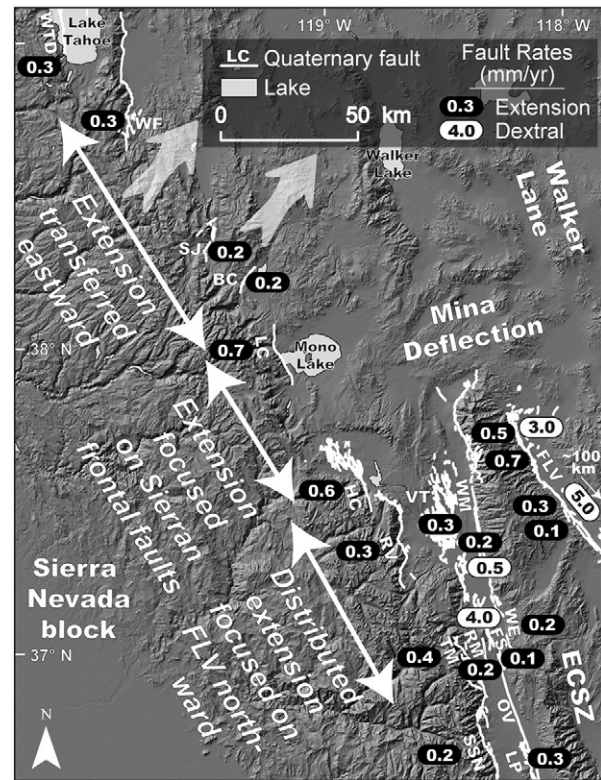 119° W
118° W
WTD
Lake
Tahoe
0.3
0.3
WF
LC
Quaternary fault
Lake
0
50 km
Fault Rates
(mm/yr)
0.3 Extension
4.0 Dextral
Walker
Lake
Walker
Lane
Extension
transferred
eastward
SJ
0.2
BC
0.2
Mina
Deflection
38° N
0.7
LC
Mono
Lake
Extension
focused
on Sierran
frontal faults
0.6
HC
VT
WM
0.5
3.0
0.7
FLV
~100
km
5.0
0.3
0.1
0.3
0.2
0.3
RV
0.5
Sierra
Nevada
block
Distributed
extension
focused on
FLV north-
ward
37° N
4.0
WE
0.2
RM
FS
TM
0.4
0.2
0.1
OV
ECSZ
N
0.2
SSN
LP
0.3